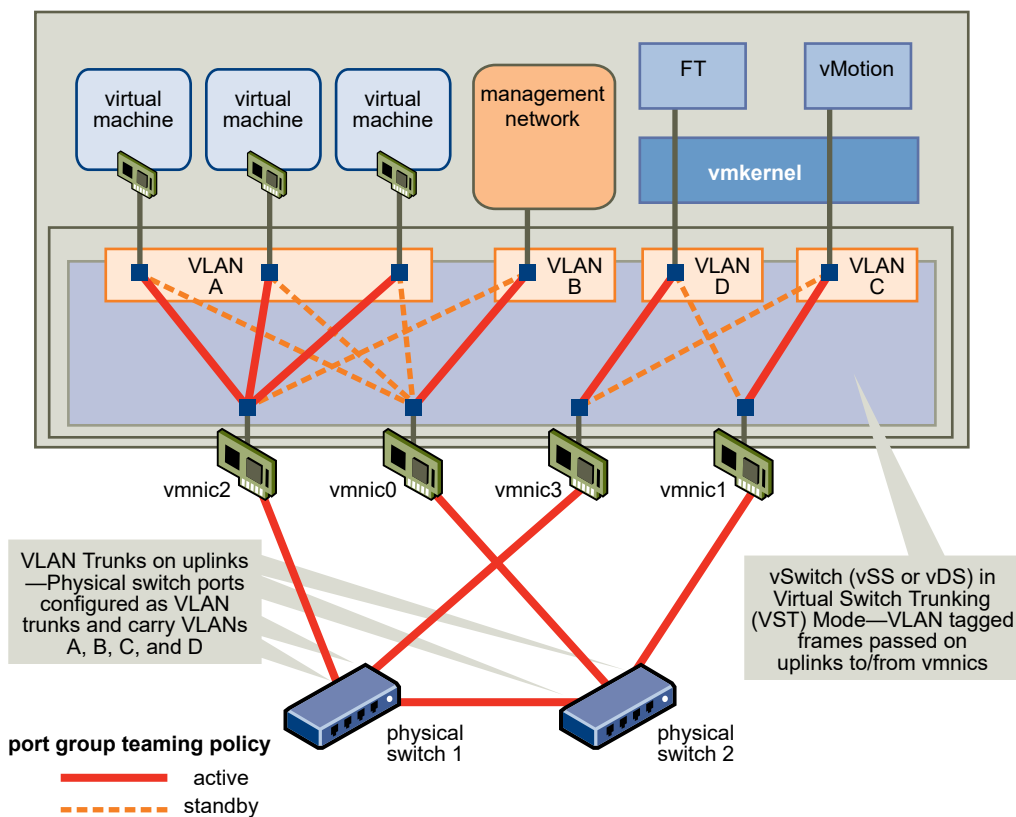 virtual
machine
virtual
machine
virtual
machine
management
network
FT
vMotion
vmkernel
VLAN
A
VLAN
B
VLAN
D
VLAN
C
vmnic2
vmnic0
vmnic3
vmnic1
VLAN Trunks on uplinks
—Physical switch ports
configured as VLAN
trunks and carry VLANs
A, B, C, and D
vSwitch (vSS or vDS) in
Virtual Switch Trunking
(VST) Mode—VLAN tagged
frames passed on
uplinks to/from vmnics
physical
switch 1
physical
switch 2
port group teaming policy
active
standby